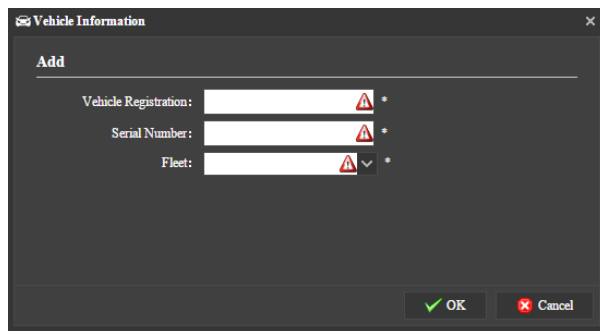 Vehicle Information
Add
Vehicle Registration: *
Serial Number: *
Fleet: *
OK Cancel